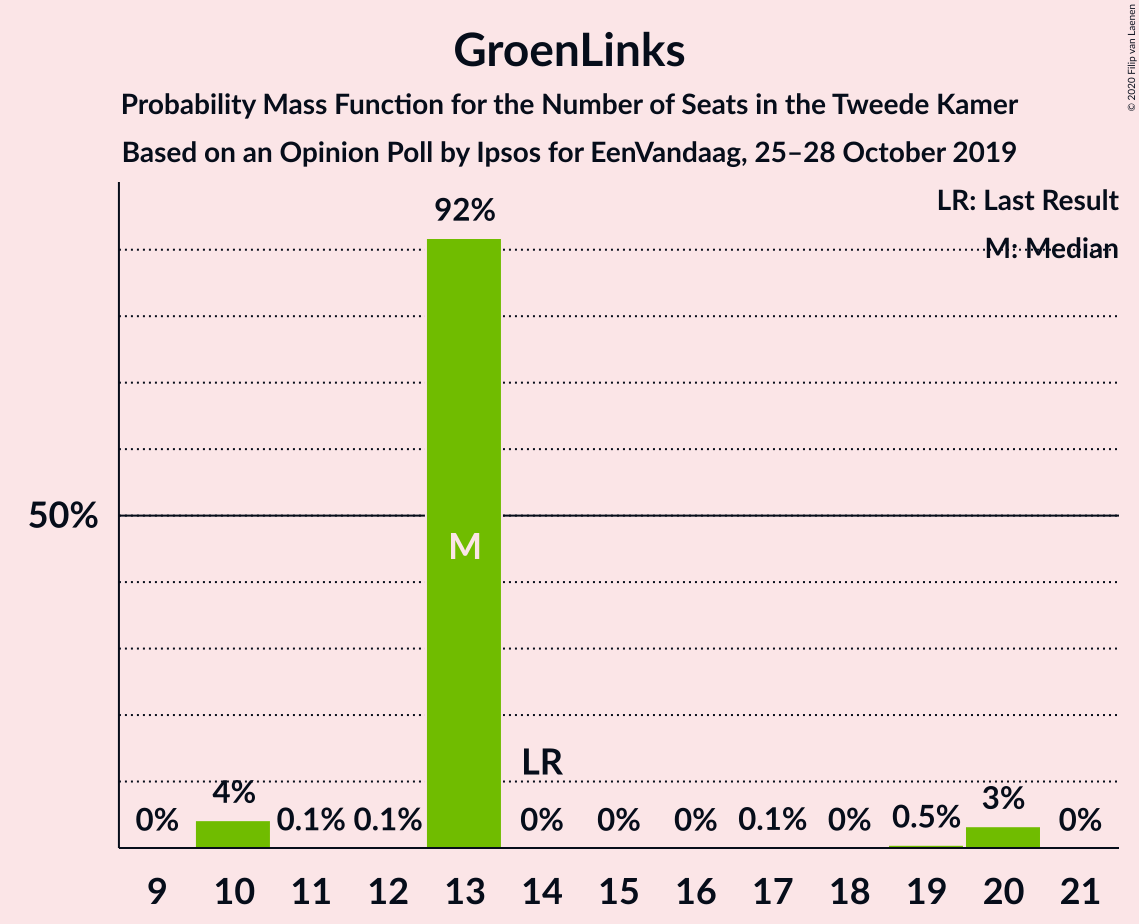 GroenLinks
Probability Mass Function for the Number of Seats in the Tweede Kamer
Based on an Opinion Poll by Ipsos for EenVandaag, 25–28 October 2019
© 2020 Filip van Laenen
LR: Last Result
M: Median
92%
50%
M
LR
0% 4% 0.1% 0.1% 0% 0% 0% 0.1% 0% 0.5% 3% 0%
9 10 11 12 13 14 15 16 17 18 19 20 21